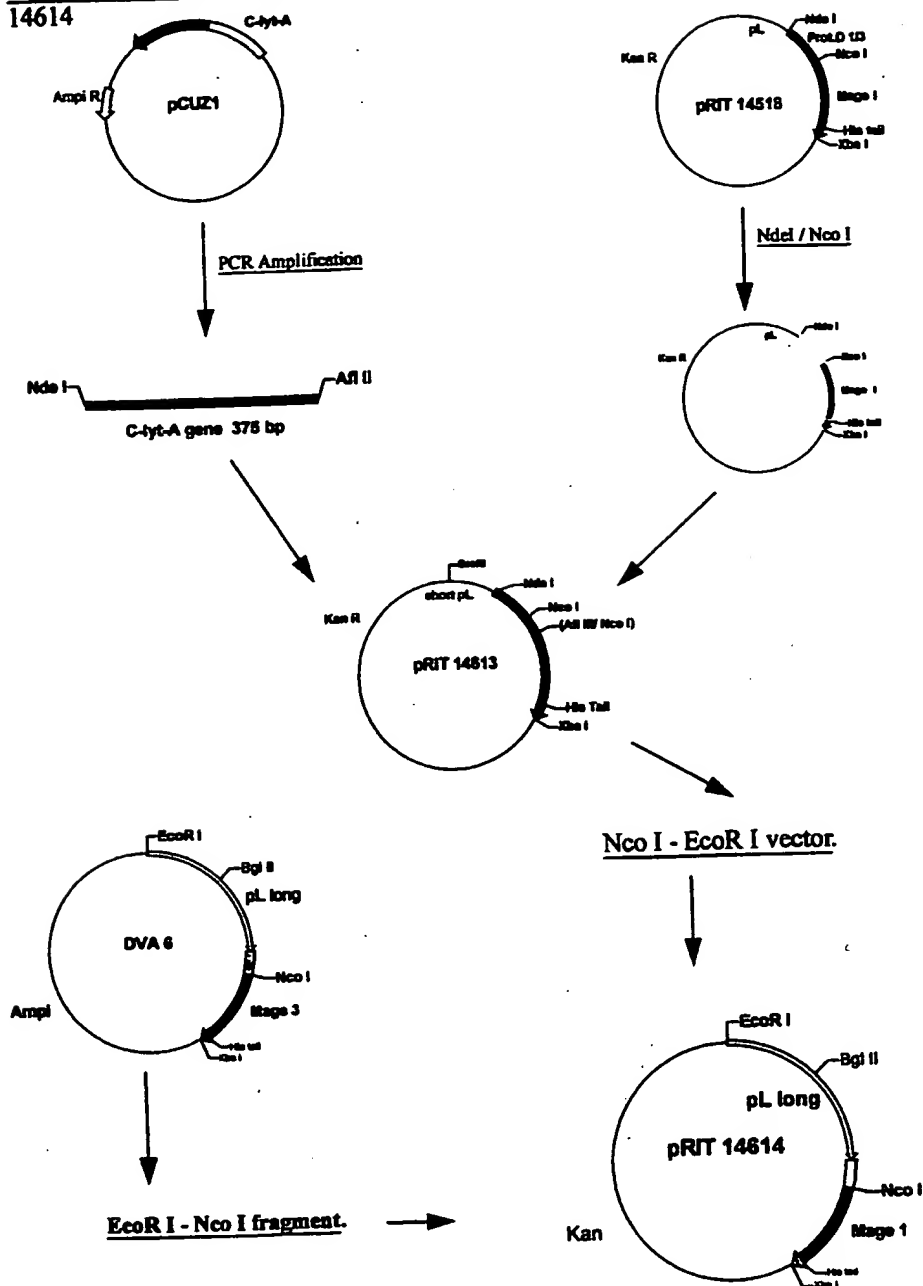 14614
C-lyt-A
Ampi R
pCUZ1
PCR Amplification
Nde I
Afl II
C-lyt-A gene 375 bp
pL
Nde I
Prot.D 1/3
Kan R
Nco I
pRIT 14518
Mage I
His tail
Xba I
NdeI / Nco I
pL
Nde I
Kan R
Nco I
Mage I
His tail
Xba I
short pL
Nde I
Kan R
Nco I
(Afl III/ Nco I)
pRIT 14613
His Tail
Xba I
Nco I - EcoR I vector.
EcoR I
Bgl II
pL long
DVA 6
Nco I
Ampi
Mage 3
His tail
Xba I
EcoR I - Nco I fragment.
EcoR I
Bgl II
pL long
pRIT 14614
Nco I
Kan
Mage 1
His tail